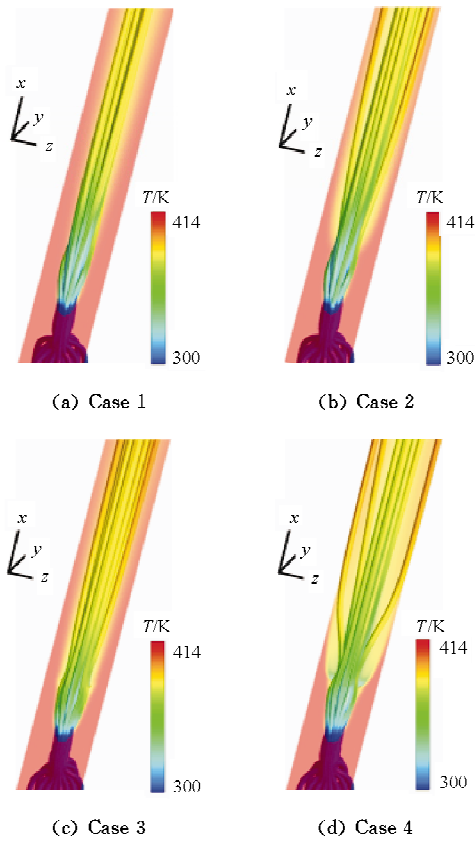 x
y
z
T/K
414
300
(a) Case 1
x
y
z
T/K
414
300
(b) Case 2
x
y
z
T/K
414
300
(c) Case 3
x
y
z
T/K
414
300
(d) Case 4